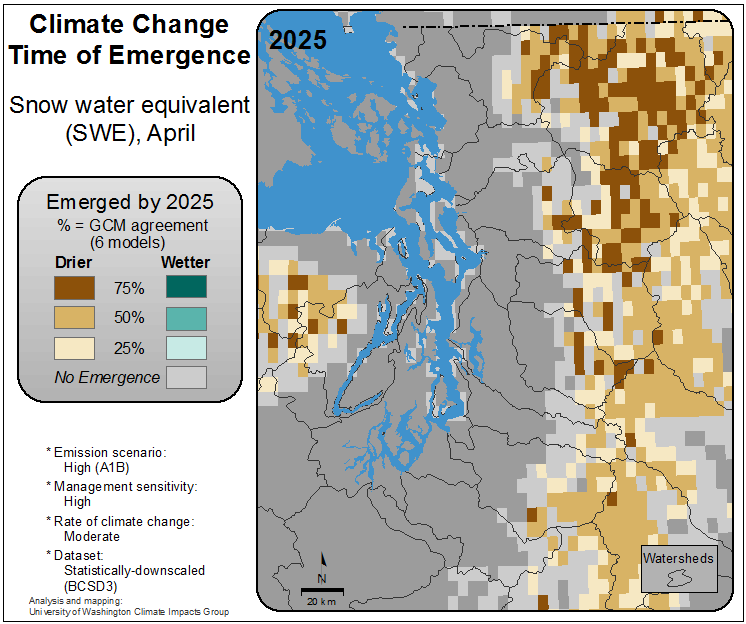 Climate Change
Time of Emergence
Snow water equivalent
(SWE), April
Emerged by 2025
% = GCM agreement
(6 models)
Drier Wetter
75%
50%
25%
No Emergence
* Emission scenario:
High (A1B)
* Management sensitivity:
High
* Rate of climate change:
Moderate
* Dataset:
Statistically-downscaled
(BCSD3)
Analysis and mapping:
University of Washington Climate Impacts Group
2025
N
20 km
Watersheds